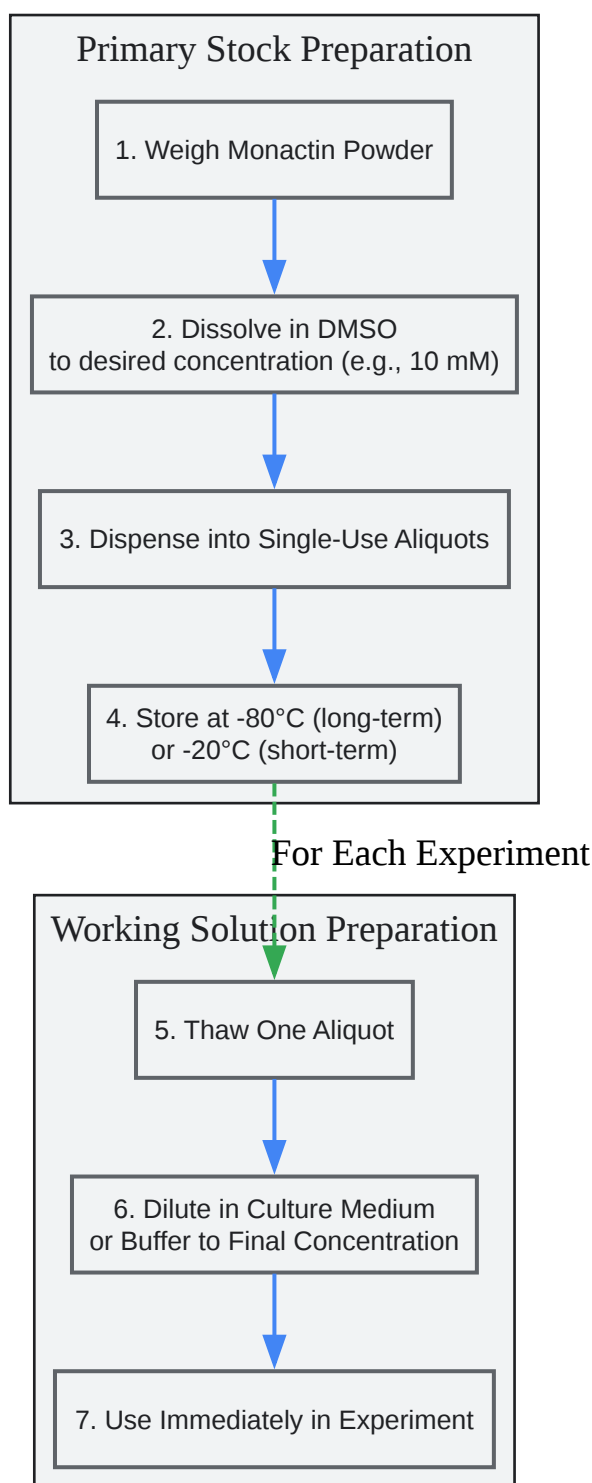 Primary Stock Preparation
1. Weigh Monactin Powder
2. Dissolve in DMSO
to desired concentration (e.g., 10 mM)
3. Dispense into Single-Use Aliquots
4. Store at -80°C (long-term)
or -20°C (short-term)
For Each Experiment
Working Solution Preparation
5. Thaw One Aliquot
6. Dilute in Culture Medium
or Buffer to Final Concentration
7. Use Immediately in Experiment